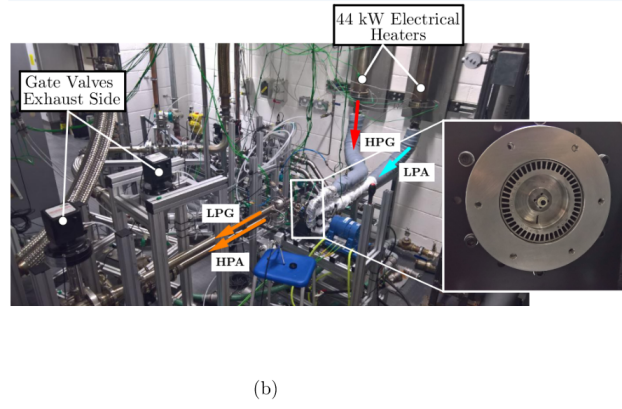 44 kW Electrical
Heaters
Gate Valves
Exhaust Side
HPG
LPA
LPG
HPA
(b)